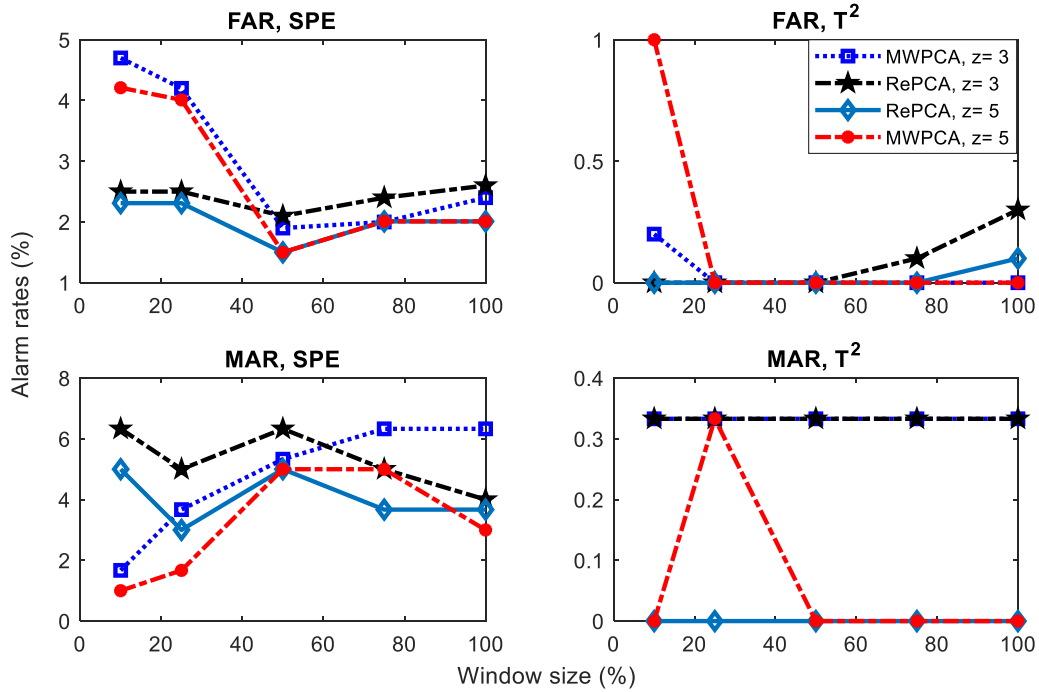 FAR, SPE
5
4
3
2
1
0 20 40 60 80 100
FAR, T²
1
0.5
0
0 20 40 60 80 100
MWPCA, z= 3
RePCA, z= 3
RePCA, z= 5
MWPCA, z= 5
Alarm rates (%)
MAR, SPE
8
6
4
2
0
0 20 40 60 80 100
MAR, T²
0.4
0.3
0.2
0.1
0
0 20 40 60 80 100
Window size (%)